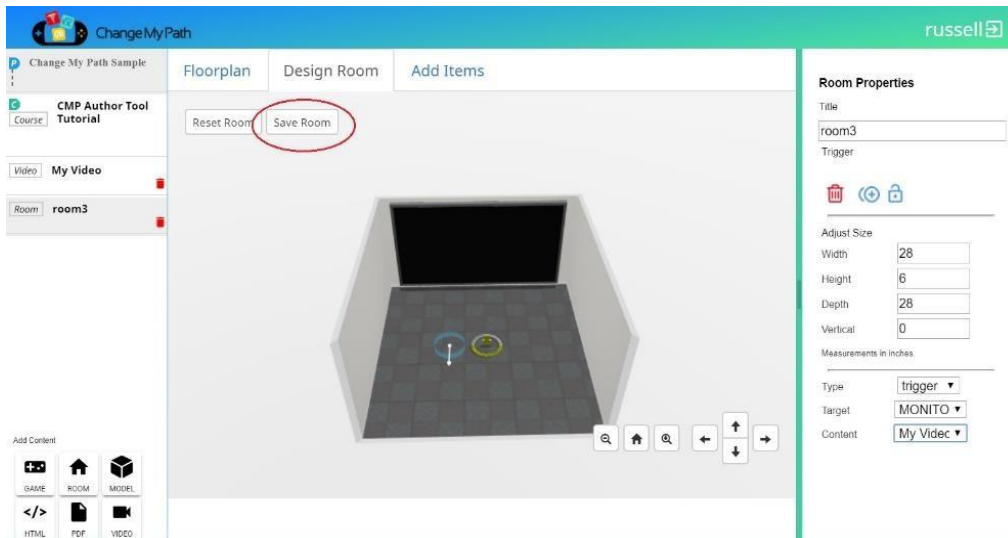 ChangeMyPath
russell
P
Change My Path Sample
C
Course
CMP Author Tool
Tutorial
Video
My Video
Room
room3
Floorplan
Design Room
Add Items
Reset Room
Save Room
Room Properties
Title
room3
Trigger
Adjust Size
Width 28
Height 6
Depth 28
Vertical 0
Measurements in inches
Type trigger
Target MONITO
Content My Videc
Add Content
GAME ROOM MODEL
</>
HTML PDF VIDEO